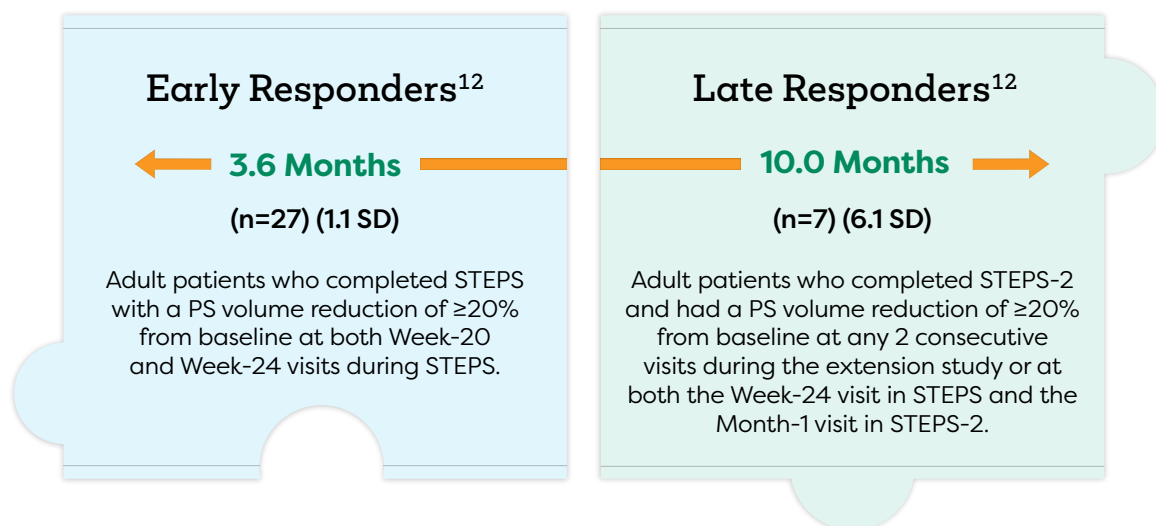 Early Responders¹²
3.6 Months
(n=27) (1.1 SD)
Adult patients who completed STEPS
with a PS volume reduction of ≥20%
from baseline at both Week-20
and Week-24 visits during STEPS.
Late Responders¹²
10.0 Months
(n=7) (6.1 SD)
Adult patients who completed STEPS-2
and had a PS volume reduction of ≥20%
from baseline at any 2 consecutive
visits during the extension study or at
both the Week-24 visit in STEPS and the
Month-1 visit in STEPS-2.